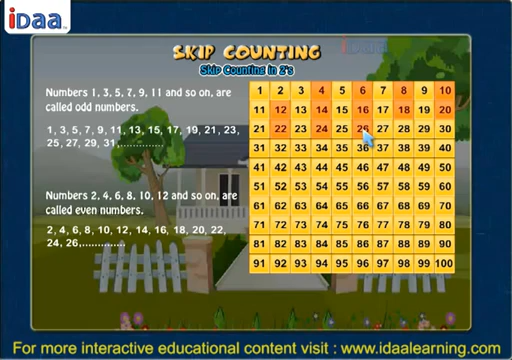 iDaa
iDaa
SKIP COUNTING
Skip Counting in 2's
Numbers 1, 3, 5, 7, 9, 11 and so on, are
called odd numbers.
1, 3, 5, 7, 9, 11, 13, 15, 17, 19, 21, 23,
25, 27, 29, 31,..............
Numbers 2, 4, 6, 8, 10, 12 and so on, are
called even numbers.
2, 4, 6, 8, 10, 12, 14, 16, 18, 20, 22,
24, 26,..............
1 2 3 4 5 6 7 8 9 10
11 12 13 14 15 16 17 18 19 20
21 22 23 24 25 26 27 28 29 30
31 32 33 34 35 36 37 38 39 40
41 42 43 44 45 46 47 48 49 50
51 52 53 54 55 56 57 58 59 60
61 62 63 64 65 66 67 68 69 70
71 72 73 74 75 76 77 78 79 80
81 82 83 84 85 86 87 88 89 90
91 92 93 94 95 96 97 98 99 100
For more interactive educational content visit : www.idaalearning.com